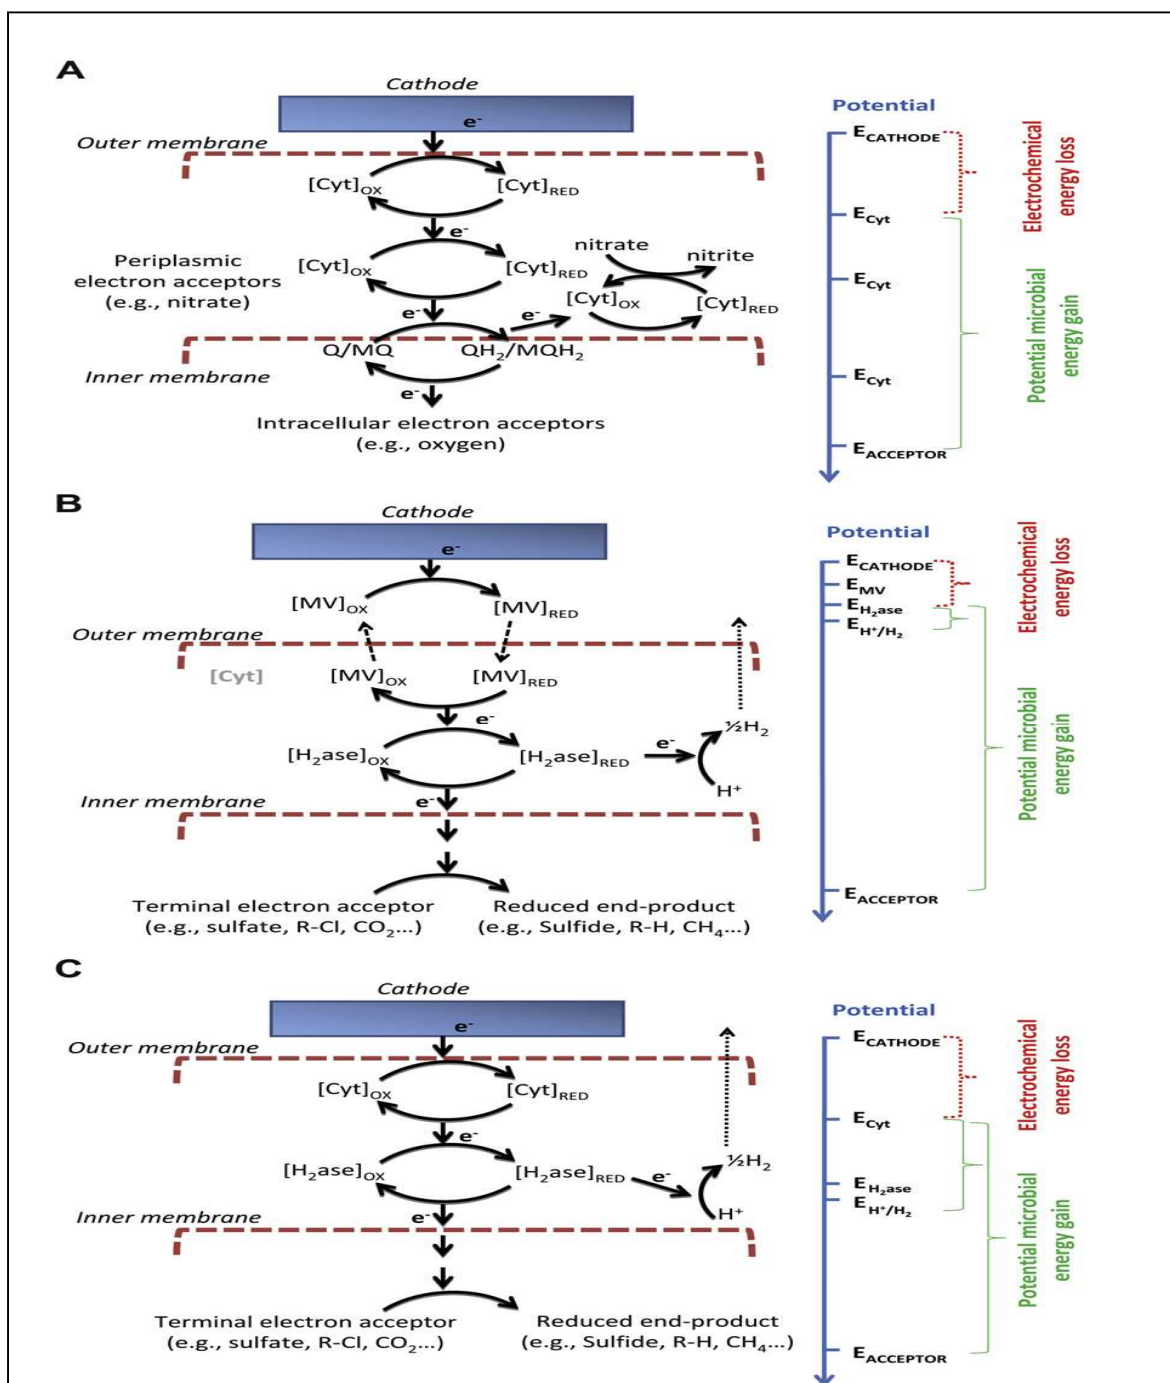 A
Cathode
e-
Outer membrane
[Cyt]OX
[Cyt]RED
e-
Periplasmic
electron acceptors
(e.g., nitrate)
[Cyt]OX
[Cyt]RED
nitrate
nitrite
[Cyt]OX
[Cyt]RED
e-
e-
Q/MQ
QH2/MQH2
Inner membrane
e-
Intracellular electron acceptors
(e.g., oxygen)
Potential
ECATHODE
ECyt
ECyt
ECyt
EACCEPTOR
Electrochemical
energy loss
Potential microbial
energy gain
B
Cathode
e-
[MV]OX
[MV]RED
Outer membrane
[Cyt]
[MV]OX
[MV]RED
e-
[H2ase]OX
[H2ase]RED
e-
½H2
H+
Inner membrane
e-
Terminal electron acceptor
(e.g., sulfate, R-Cl, CO2...)
Reduced end-product
(e.g., Sulfide, R-H, CH4...)
Potential
ECATHODE
EMV
EH2ase
EH+/H2
EACCEPTOR
Electrochemical
energy loss
Potential microbial
energy gain
C
Cathode
e-
Outer membrane
[Cyt]OX
[Cyt]RED
e-
[H2ase]OX
[H2ase]RED
e-
½H2
H+
Inner membrane
e-
Terminal electron acceptor
(e.g., sulfate, R-Cl, CO2...)
Reduced end-product
(e.g., Sulfide, R-H, CH4...)
Potential
ECATHODE
ECyt
EH2ase
EH+/H2
EACCEPTOR
Electrochemical
energy loss
Potential microbial
energy gain